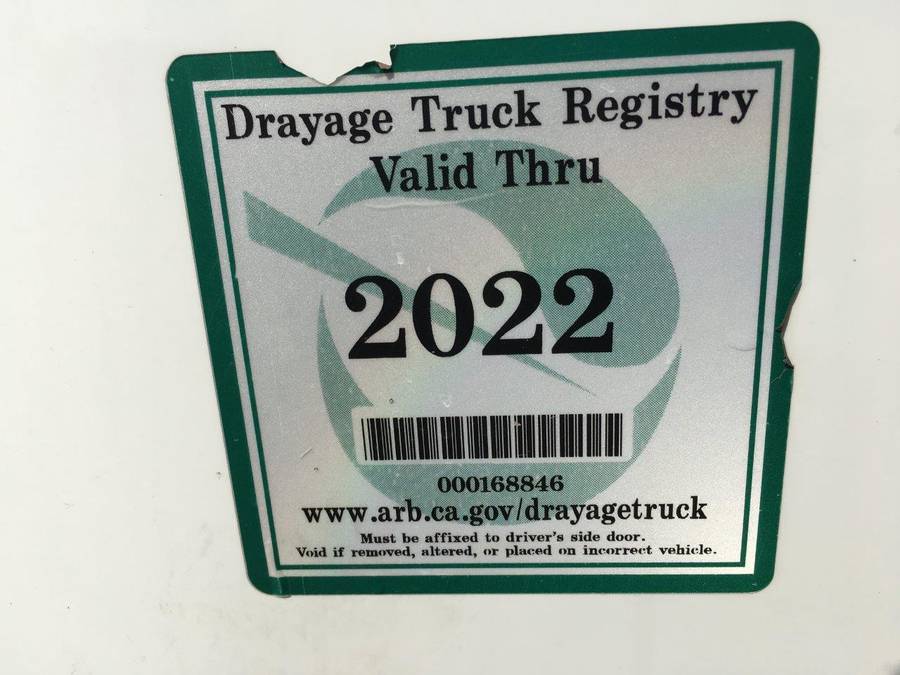 Drayage Truck Registry
Valid Thru
2022
000168846
www.arb.ca.gov/drayagetruck
Must be affixed to driver's side door.
Void if removed, altered, or placed on incorrect vehicle.